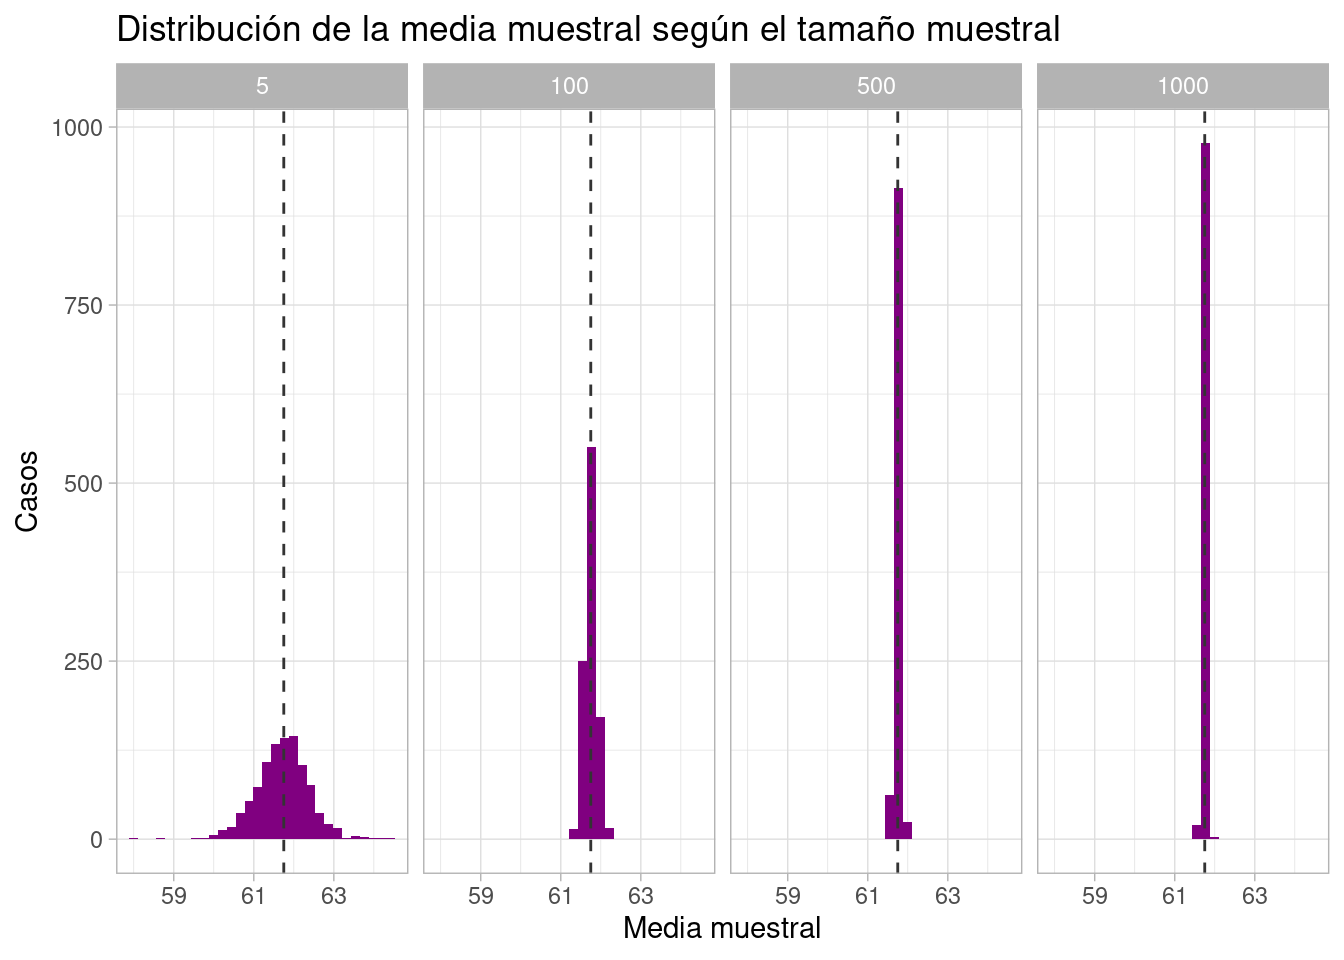 Distribución de la media muestral según el tamaño muestral
5 100 500 1000
1000
750
500
250
0
Casos
59 61 63 59 61 63 59 61 63 59 61 63
Media muestral